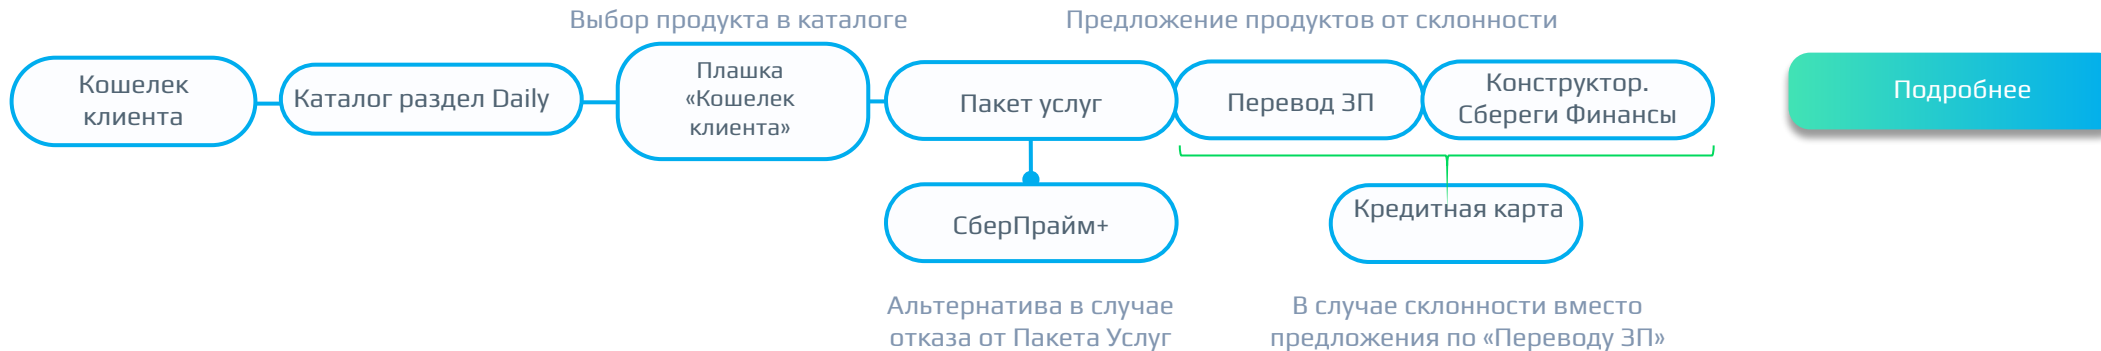 Выбор продукта в каталоге
Предложение продуктов от склонности
Кошелек
клиента
Каталог раздел Daily
Плашка
«Кошелек
клиента»
Пакет услуг
Перевод ЗП
Конструктор.
Сбереги Финансы
Подробнее
СберПрайм+
Кредитная карта
Альтернатива в случае
отказа от Пакета Услуг
В случае склонности вместо
предложения по «Переводу ЗП»